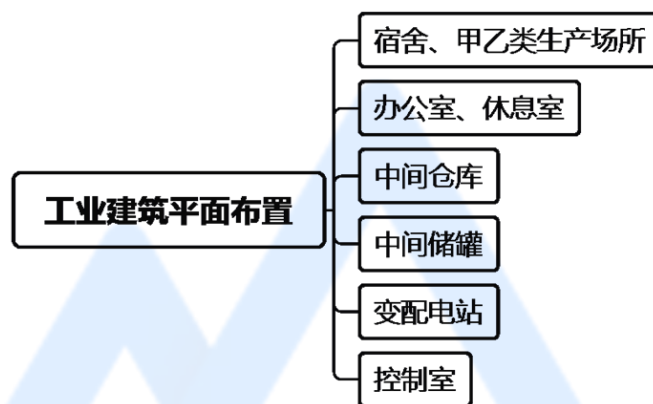 工业建筑平面布置
宿舍、甲乙类生产场所
办公室、休息室
中间仓库
中间储罐
变配电站
控制室